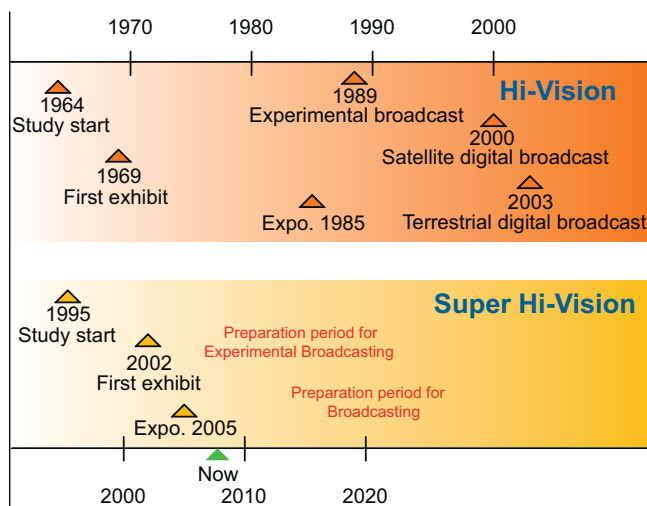 1970 1980 1990 2000
Hi-Vision
1964
Study start
1989
Experimental broadcast
2000
Satellite digital broadcast
1969
First exhibit
Expo. 1985
2003
Terrestrial digital broadcast
Super Hi-Vision
1995
Study start
Preparation period for
Experimental Broadcasting
2002
First exhibit
Preparation period for
Broadcasting
Expo. 2005
Now
2000 2010 2020